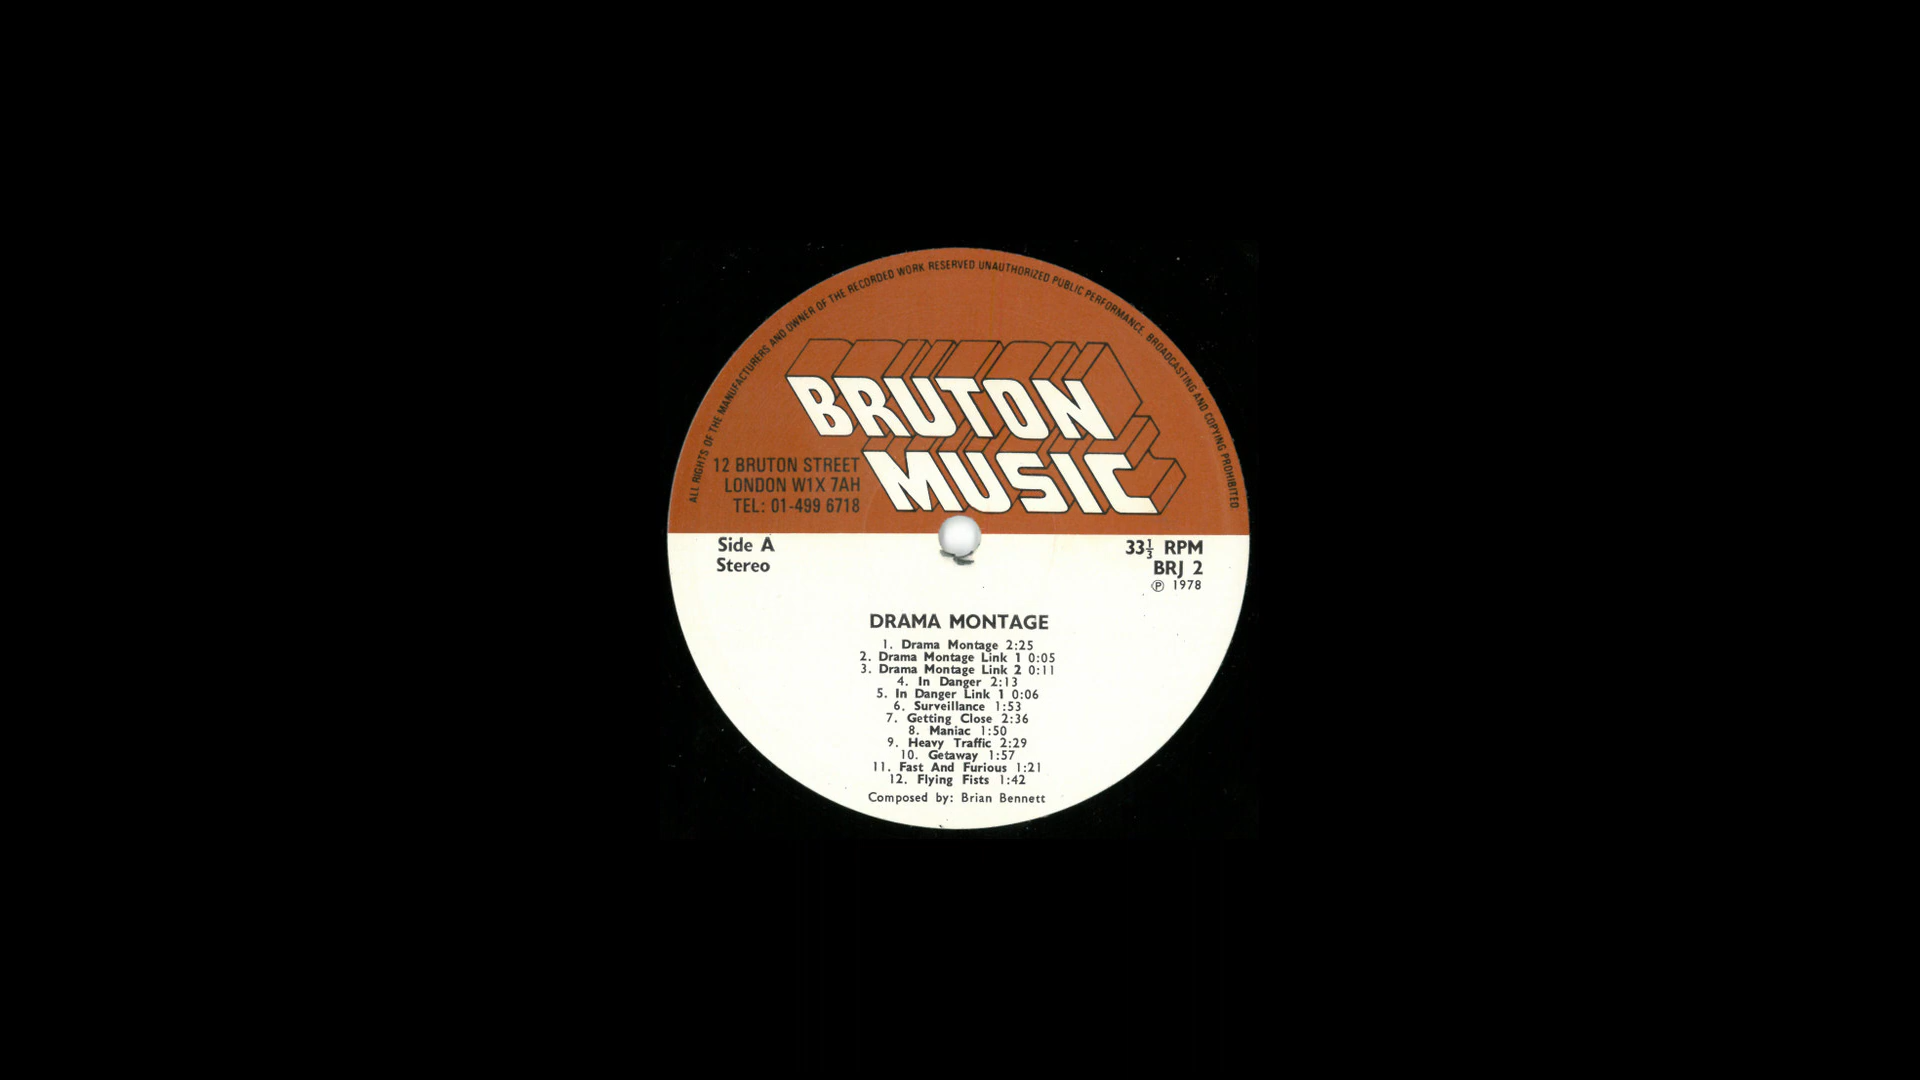 ALL RIGHTS OF THE MANUFACTURERS AND OWNER OF THE RECORDED WORK RESERVED UNAUTHORIZED PUBLIC PERFORMANCE. BROADCASTING AND COPYING PROHIBITED.
BRUTON
MUSIC
12 BRUTON STREET
LONDON W1X 7AH
TEL: 01-499 6718
Side A
Stereo
33⅓ RPM
BRJ 2
℗ 1978
DRAMA MONTAGE
1. Drama Montage 2:25
2. Drama Montage Link 1 0:05
3. Drama Montage Link 2 0:11
4. In Danger 2:13
5. In Danger Link 1 0:06
6. Surveillance 1:53
7. Getting Close 2:36
8. Maniac 1:50
9. Heavy Traffic 2:29
10. Getaway 1:57
11. Fast And Furious 1:21
12. Flying Fists 1:42
Composed by: Brian Bennett